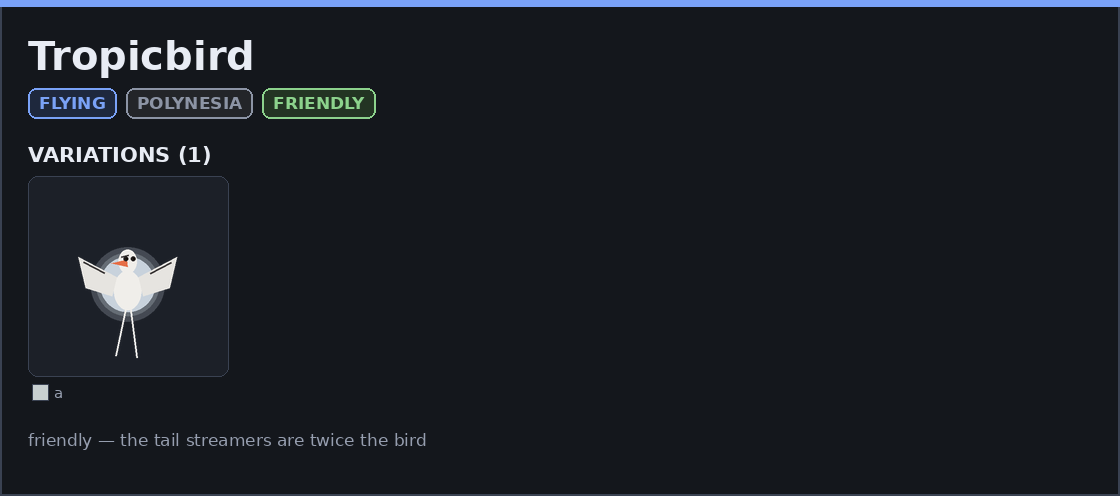 Tropicbird
FLYING POLYNESIA FRIENDLY
VARIATIONS (1)
a
friendly — the tail streamers are twice the bird